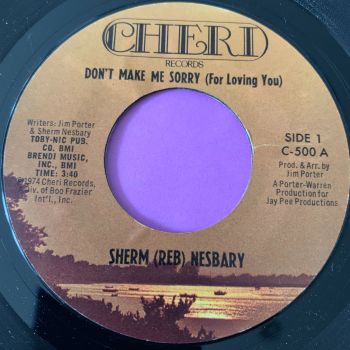 CHERI
RECORDS
DON'T MAKE ME SORRY (For Loving You)
Writers: Jim Porter
& Sherm Nesbary
TOBY-NIC PUB.
CO. BMI
BRENDI MUSIC,
INC., BMI
TIME: 3:40
©1974 Cheri Records,
Div. of Boo Frazier
Int'l., Inc.
SIDE 1
C-500 A
Prod. & Arr. by
Jim Porter
A Porter-Warren
Production for
Jay Pee Productions
SHERM (REB) NESBARY